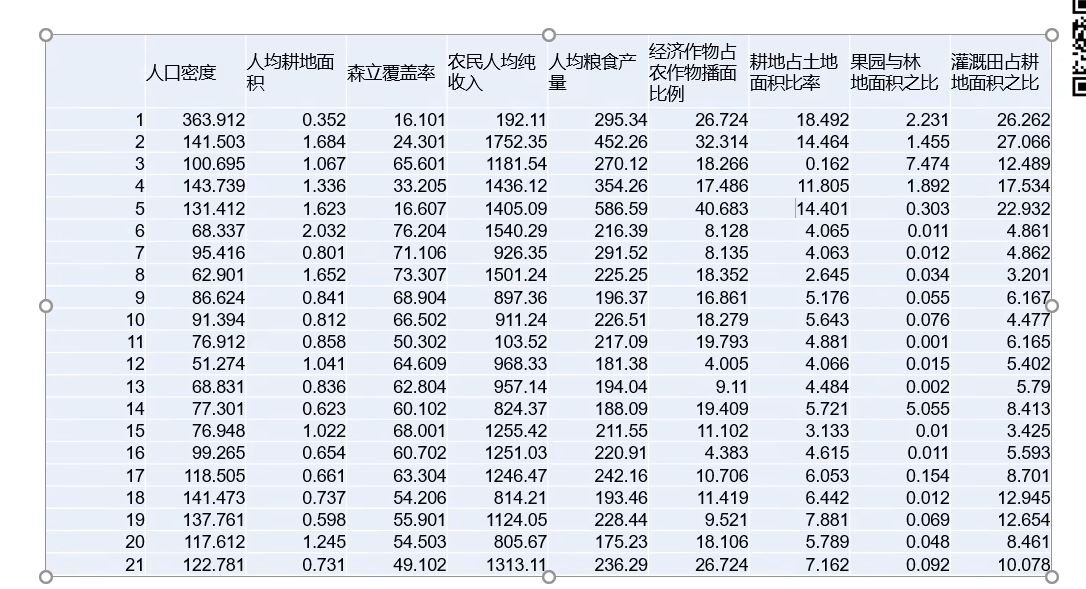 人口密度 人均耕地面积 森立覆盖率 农民人均纯收入 人均粮食产量 经济作物占农作物播面比例 耕地占土地面积比率 果园与林地面积之比 灌溉田占耕地面积之比
1 363.912 0.352 16.101 192.11 295.34 26.724 18.492 2.231 26.262
2 141.503 1.684 24.301 1752.35 452.26 32.314 14.464 1.455 27.066
3 100.695 1.067 65.601 1181.54 270.12 18.266 0.162 7.474 12.489
4 143.739 1.336 33.205 1436.12 354.26 17.486 11.805 1.892 17.534
5 131.412 1.623 16.607 1405.09 586.59 40.683 14.401 0.303 22.932
6 68.337 2.032 76.204 1540.29 216.39 8.128 4.065 0.011 4.861
7 95.416 0.801 71.106 926.35 291.52 8.135 4.063 0.012 4.862
8 62.901 1.652 73.307 1501.24 225.25 18.352 2.645 0.034 3.201
9 86.624 0.841 68.904 897.36 196.37 16.861 5.176 0.055 6.167
10 91.394 0.812 66.502 911.24 226.51 18.279 5.643 0.076 4.477
11 76.912 0.858 50.302 103.52 217.09 19.793 4.881 0.001 6.165
12 51.274 1.041 64.609 968.33 181.38 4.005 4.066 0.015 5.402
13 68.831 0.836 62.804 957.14 194.04 9.11 4.484 0.002 5.79
14 77.301 0.623 60.102 824.37 188.09 19.409 5.721 5.055 8.413
15 76.948 1.022 68.001 1255.42 211.55 11.102 3.133 0.01 3.425
16 99.265 0.654 60.702 1251.03 220.91 4.383 4.615 0.011 5.593
17 118.505 0.661 63.304 1246.47 242.16 10.706 6.053 0.154 8.701
18 141.473 0.737 54.206 814.21 193.46 11.419 6.442 0.012 12.945
19 137.761 0.598 55.901 1124.05 228.44 9.521 7.881 0.069 12.654
20 117.612 1.245 54.503 805.67 175.23 18.106 5.789 0.048 8.461
21 122.781 0.731 49.102 1313.11 236.29 26.724 7.162 0.092 10.078